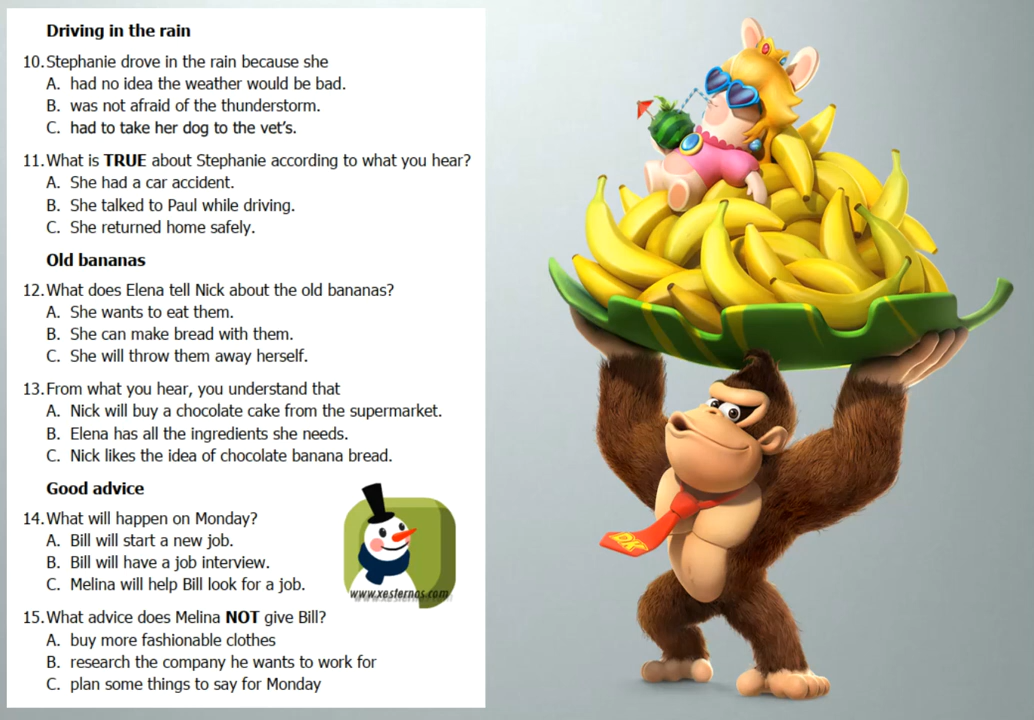 Driving in the rain
10. Stephanie drove in the rain because she
A. had no idea the weather would be bad.
B. was not afraid of the thunderstorm.
C. had to take her dog to the vet's.
11. What is TRUE about Stephanie according to what you hear?
A. She had a car accident.
B. She talked to Paul while driving.
C. She returned home safely.
Old bananas
12. What does Elena tell Nick about the old bananas?
A. She wants to eat them.
B. She can make bread with them.
C. She will throw them away herself.
13. From what you hear, you understand that
A. Nick will buy a chocolate cake from the supermarket.
B. Elena has all the ingredients she needs.
C. Nick likes the idea of chocolate banana bread.
Good advice
14. What will happen on Monday?
A. Bill will start a new job.
B. Bill will have a job interview.
C. Melina will help Bill look for a job.
www.xesternos.com
15. What advice does Melina NOT give Bill?
A. buy more fashionable clothes
B. research the company he wants to work for
C. plan some things to say for Monday
DK